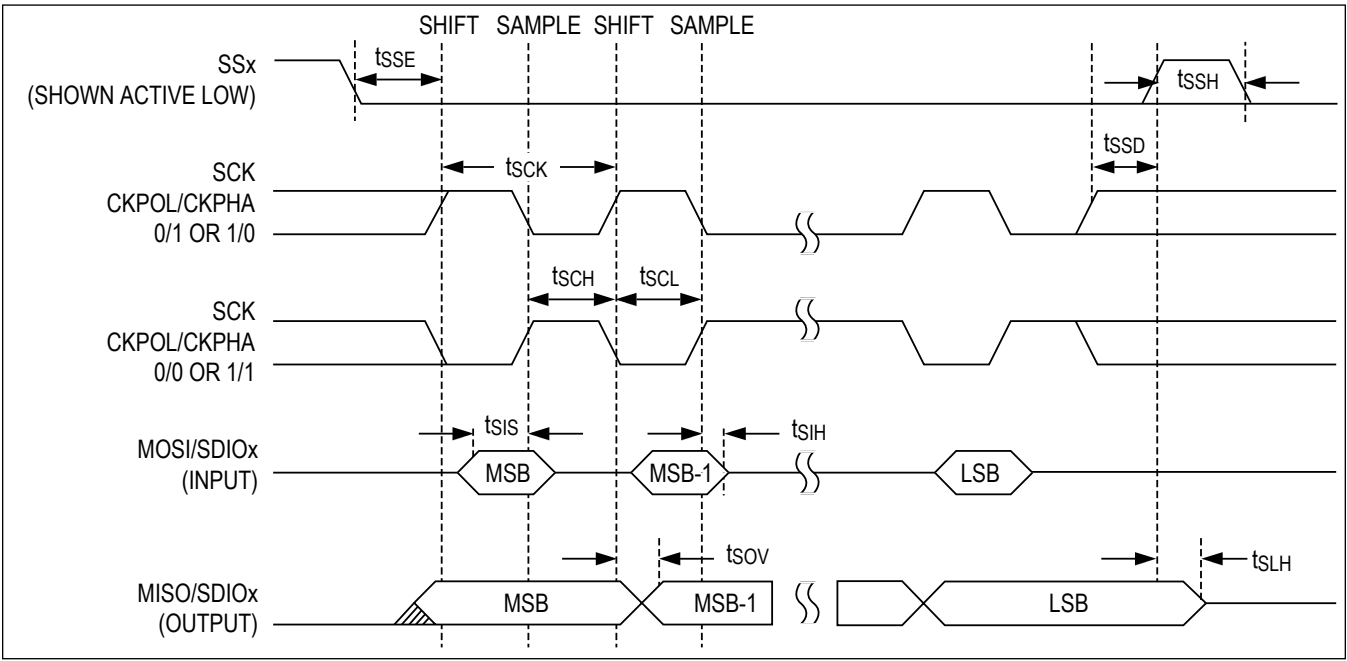 SHIFT SAMPLE SHIFT SAMPLE
SSx
(SHOWN ACTIVE LOW)
tSSE
tSSH
tSSD
SCK
CKPOL/CKPHA
0/1 OR 1/0
tSCK
tSCH
tSCL
SCK
CKPOL/CKPHA
0/0 OR 1/1
tSIS
tSIH
MOSI/SDIOx
(INPUT)
MSB
MSB-1
LSB
tSOV
tSLH
MISO/SDIOx
(OUTPUT)
MSB
MSB-1
LSB